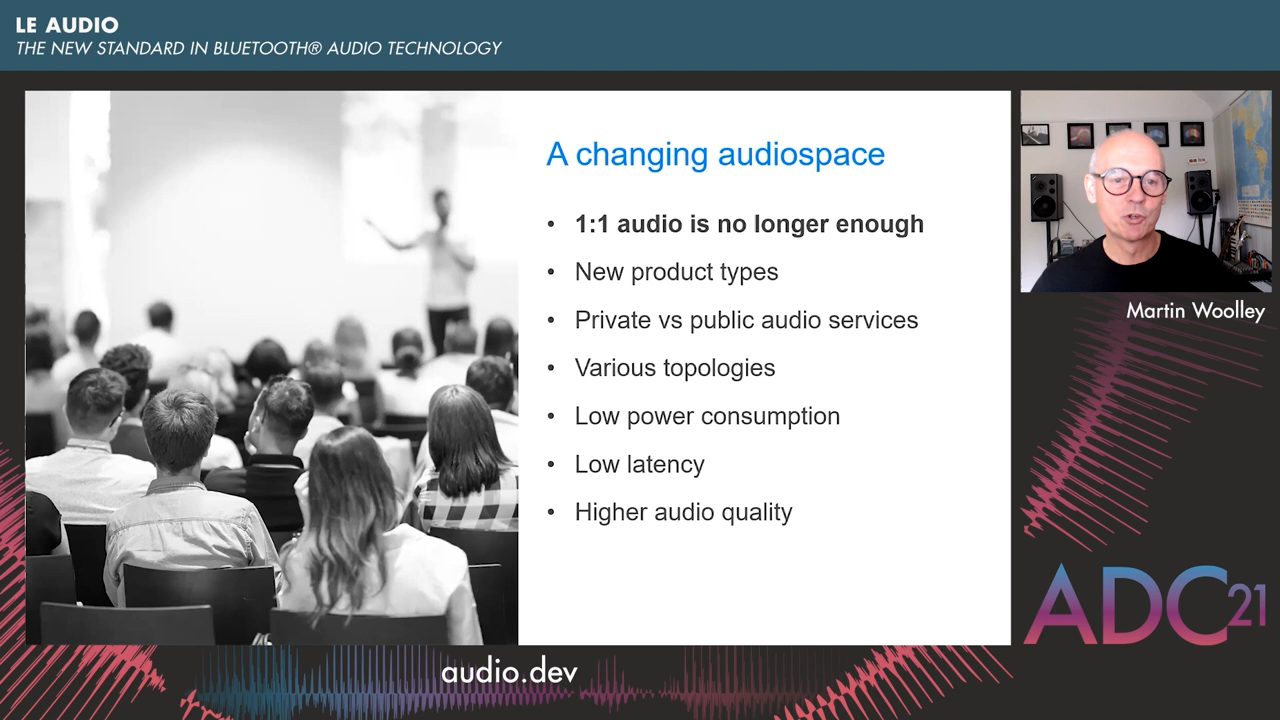 LE AUDIO
THE NEW STANDARD IN BLUETOOTH® AUDIO TECHNOLOGY
A changing audiospace
• 1:1 audio is no longer enough
• New product types
• Private vs public audio services
• Various topologies
• Low power consumption
• Low latency
• Higher audio quality
Martin Woolley
ADC21
audio.dev